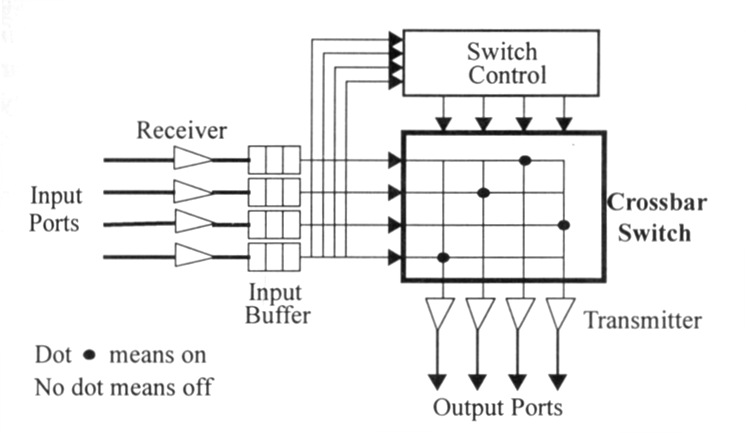 Switch
Control
Receiver
Input
Ports
Crossbar
Switch
Input
Buffer
Transmitter
Dot ● means on
No dot means off
Output Ports